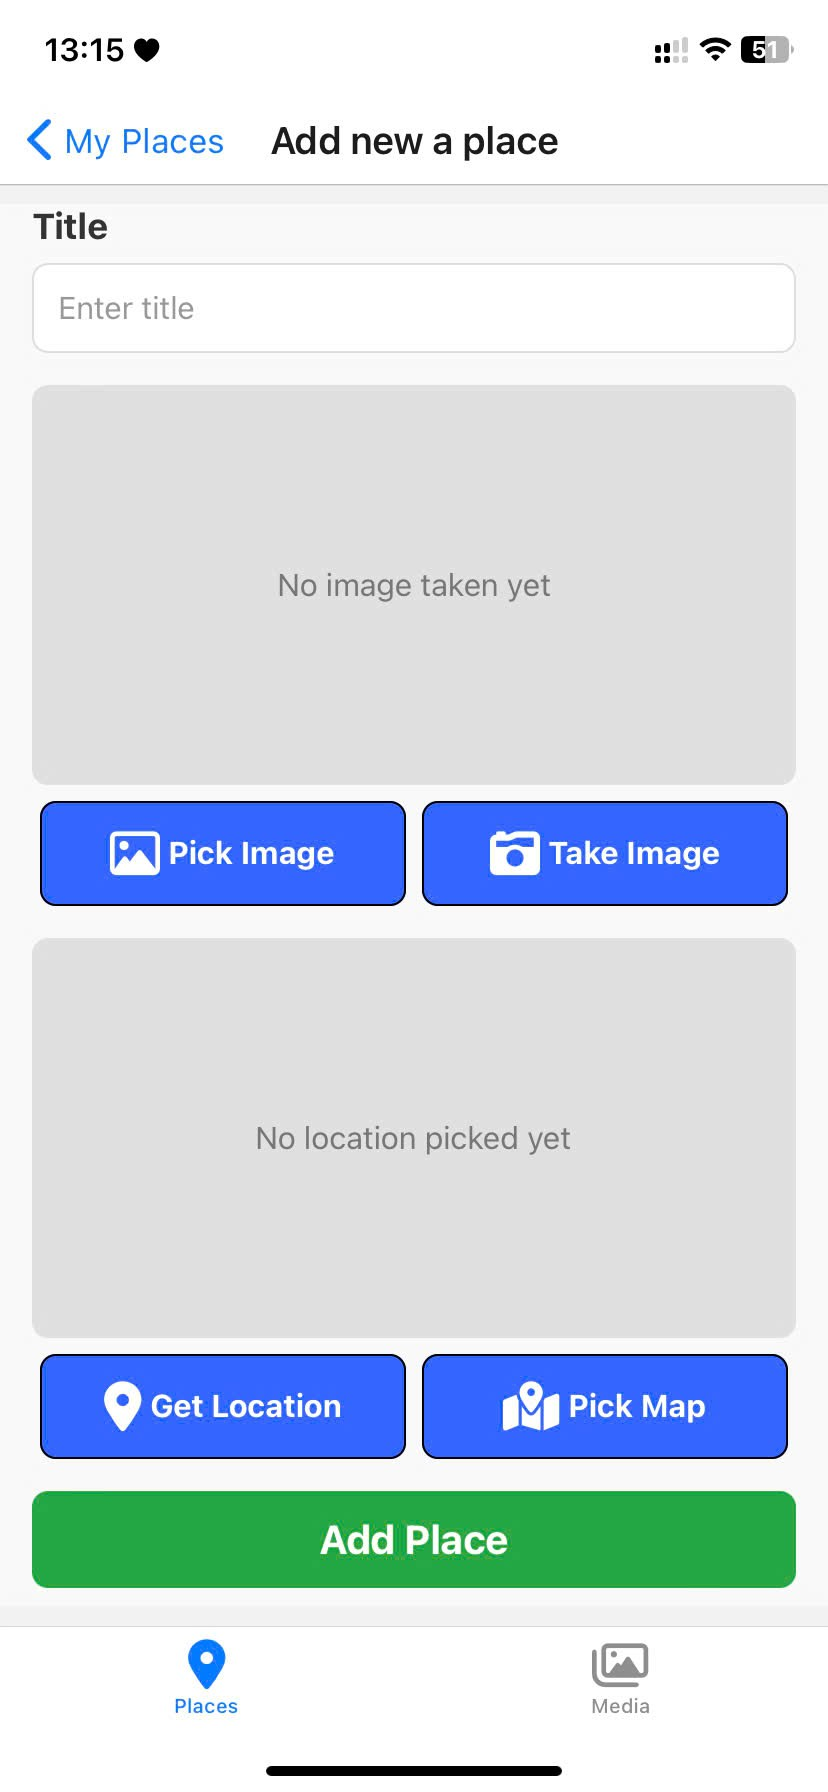 13:15
51
My Places
Add new a place
Title
Enter title
No image taken yet
Pick Image
Take Image
No location picked yet
Get Location
Pick Map
Add Place
Places
Media